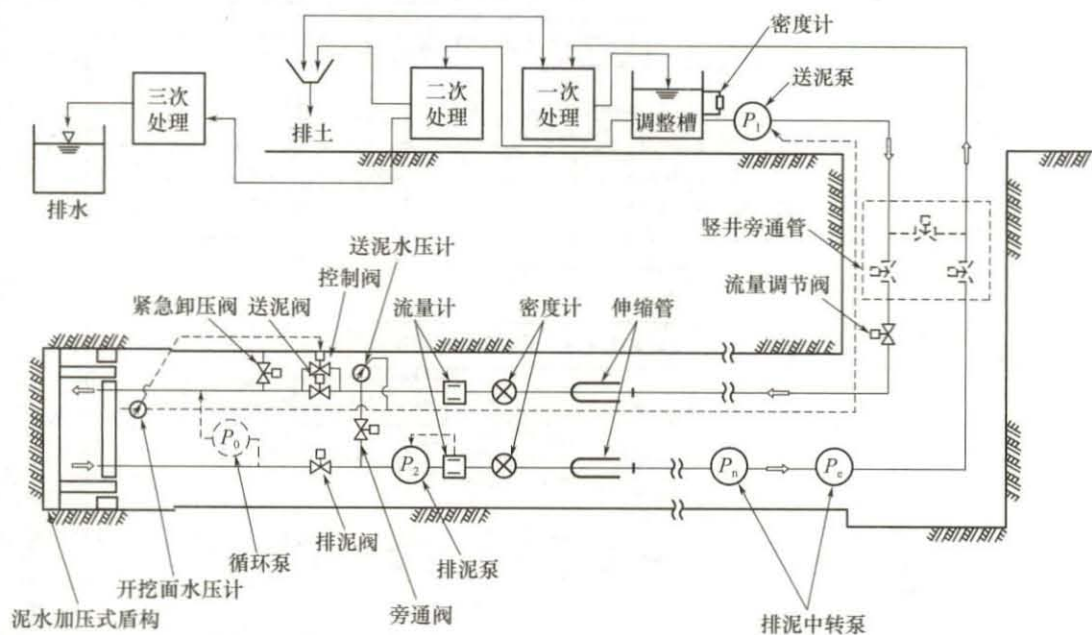 密度计
送泥泵
三次
处理
二次
处理
一次
处理
调整槽
P₁
排土
排水
送泥水压计
控制阀
竖井旁通管
紧急卸压阀
送泥阀
流量计
密度计
伸缩管
流量调节阀
P₀
P₂
Pₙ
Pₑ
排泥阀
循环泵
排泥泵
开挖面水压计
旁通阀
泥水加压式盾构
排泥中转泵